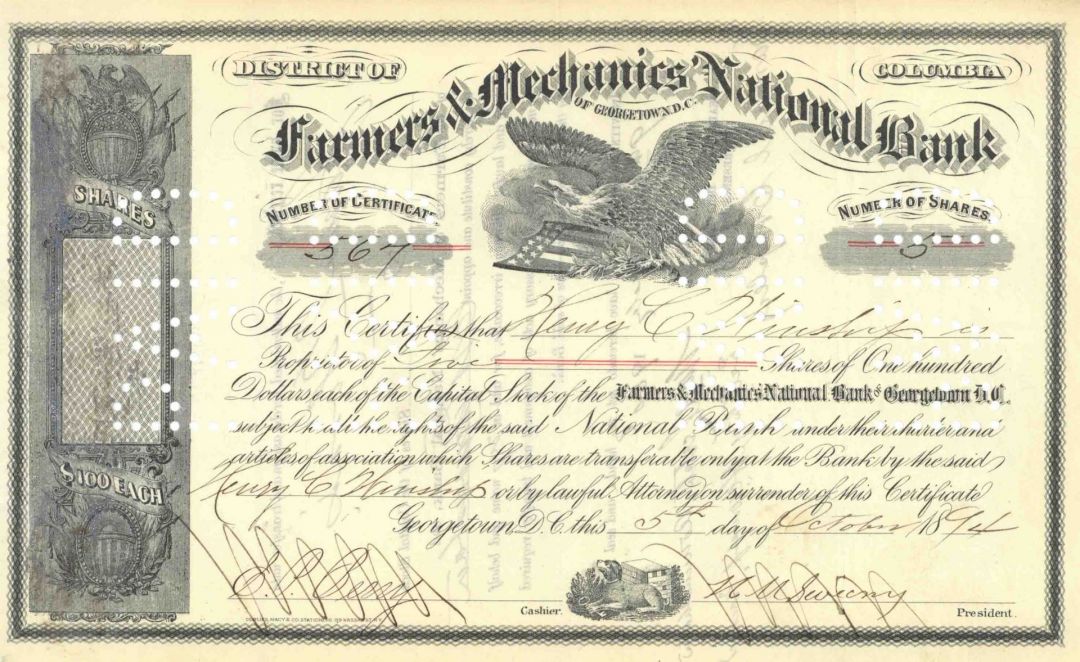 DISTRICT OF COLUMBIA
Farmers & Mechanics National Bank
OF GEORGETOWN. D.C.
SHARES
NUMBER OF CERTIFICATE
NUMBER OF SHARES
567
5
This Certifies that Henry C Winship is
Proprietor of Five Shares of One hundred
Dollars each of the Capital Stock of the Farmers & Mechanics National Bank of Georgetown D.C.
subject to all the rights of the said National Bank under their charter and
articles of association which Shares are transferable only at the Bank by the said
$100 EACH
Henry C Winship or by lawful Attorney on surrender of this Certificate
Georgetown, D.C. this 5th day of October 1894
Cashier.
President.